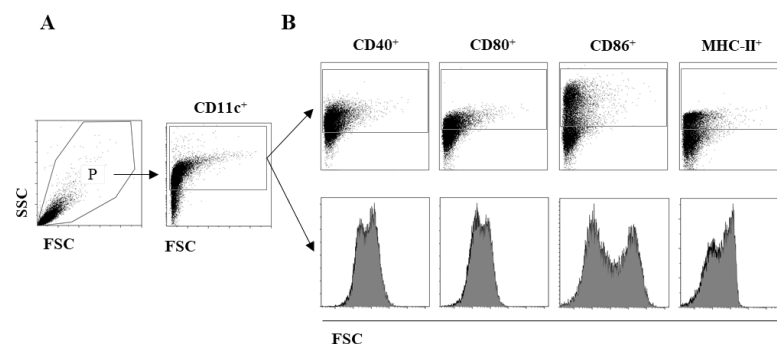 A
B
CD40⁺
CD80⁺
CD86⁺
MHC-II⁺
CD11c⁺
P
SSC
FSC
FSC
FSC